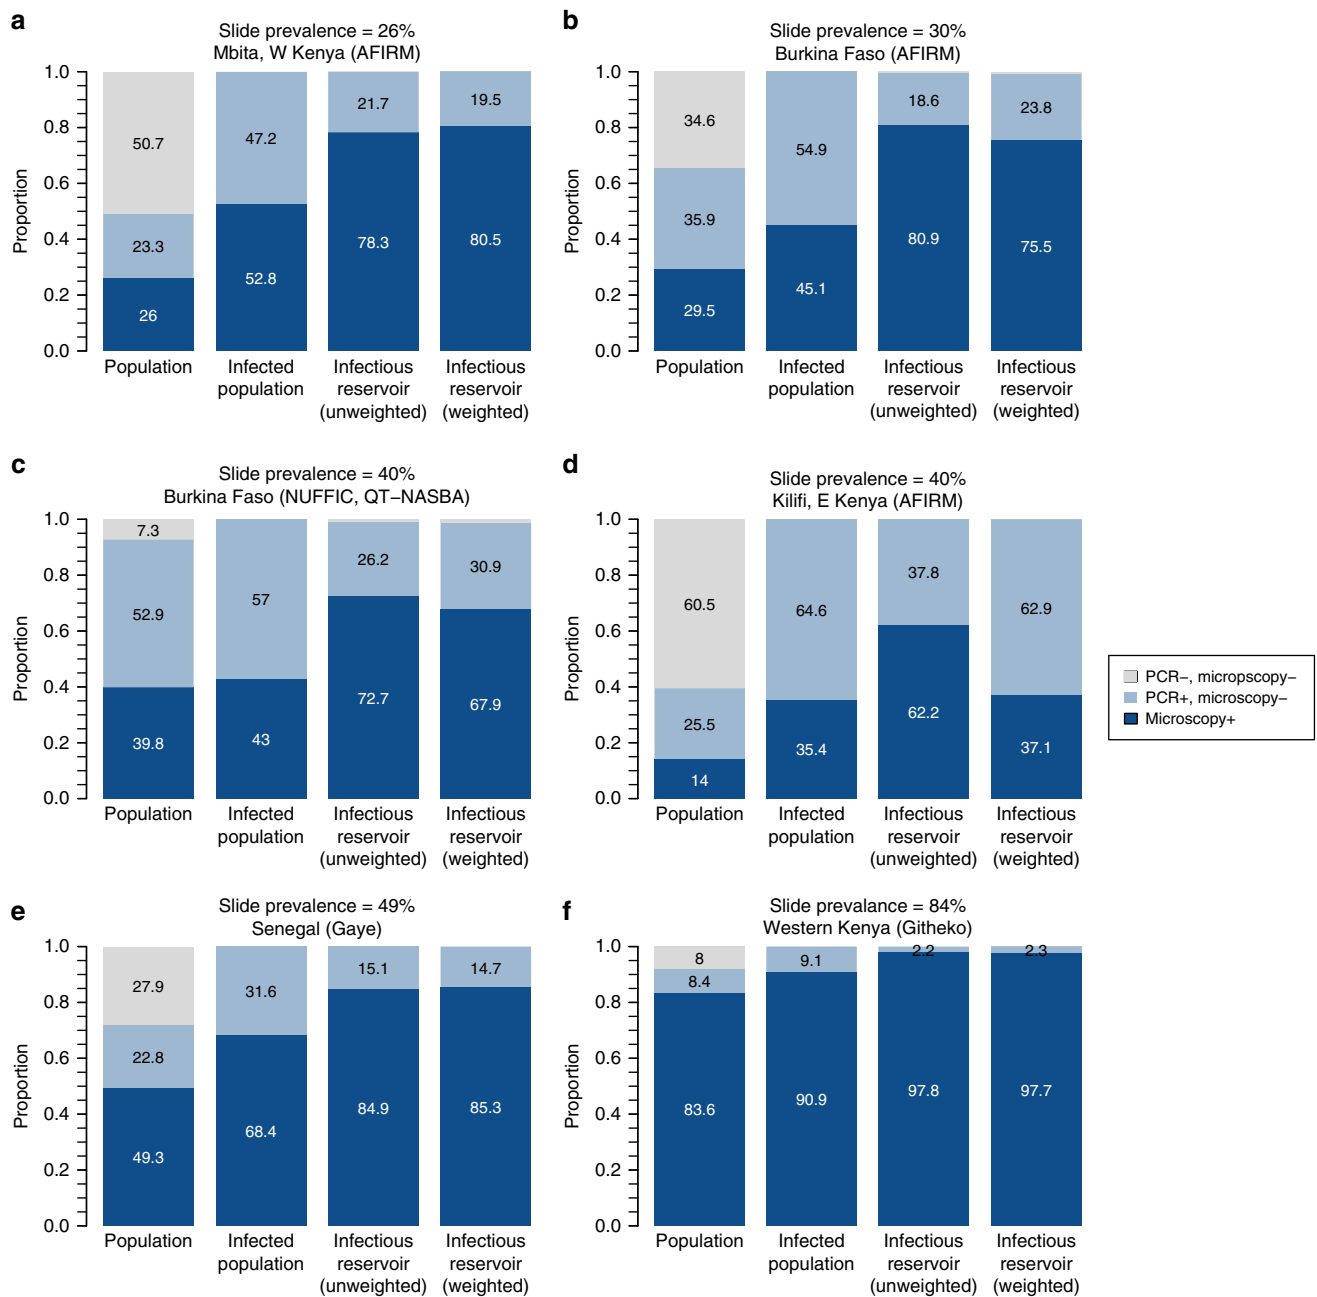 a
Slide prevalence = 26%
Mbita, W Kenya (AFIRM)
Proportion
1.0
0.8
0.6
0.4
0.2
0.0
50.7
23.3
26
47.2
52.8
21.7
78.3
19.5
80.5
Population
Infected
population
Infectious
reservoir
(unweighted)
Infectious
reservoir
(weighted)
b
Slide prevalence = 30%
Burkina Faso (AFIRM)
Proportion
1.0
0.8
0.6
0.4
0.2
0.0
34.6
35.9
29.5
54.9
45.1
18.6
80.9
23.8
75.5
Population
Infected
population
Infectious
reservoir
(unweighted)
Infectious
reservoir
(weighted)
c
Slide prevalence = 40%
Burkina Faso (NUFFIC, QT−NASBA)
Proportion
1.0
0.8
0.6
0.4
0.2
0.0
7.3
52.9
39.8
57
43
26.2
72.7
30.9
67.9
Population
Infected
population
Infectious
reservoir
(unweighted)
Infectious
reservoir
(weighted)
d
Slide prevalence = 40%
Kilifi, E Kenya (AFIRM)
Proportion
1.0
0.8
0.6
0.4
0.2
0.0
60.5
25.5
14
64.6
35.4
37.8
62.2
62.9
37.1
Population
Infected
population
Infectious
reservoir
(unweighted)
Infectious
reservoir
(weighted)
PCR−, micropscopy−
PCR+, microscopy−
Microscopy+
e
Slide prevalence = 49%
Senegal (Gaye)
Proportion
1.0
0.8
0.6
0.4
0.2
0.0
27.9
22.8
49.3
31.6
68.4
15.1
84.9
14.7
85.3
Population
Infected
population
Infectious
reservoir
(unweighted)
Infectious
reservoir
(weighted)
f
Slide prevalance = 84%
Western Kenya (Githeko)
Proportion
1.0
0.8
0.6
0.4
0.2
0.0
8
8.4
83.6
9.1
90.9
2.2
97.8
2.3
97.7
Population
Infected
population
Infectious
reservoir
(unweighted)
Infectious
reservoir
(weighted)